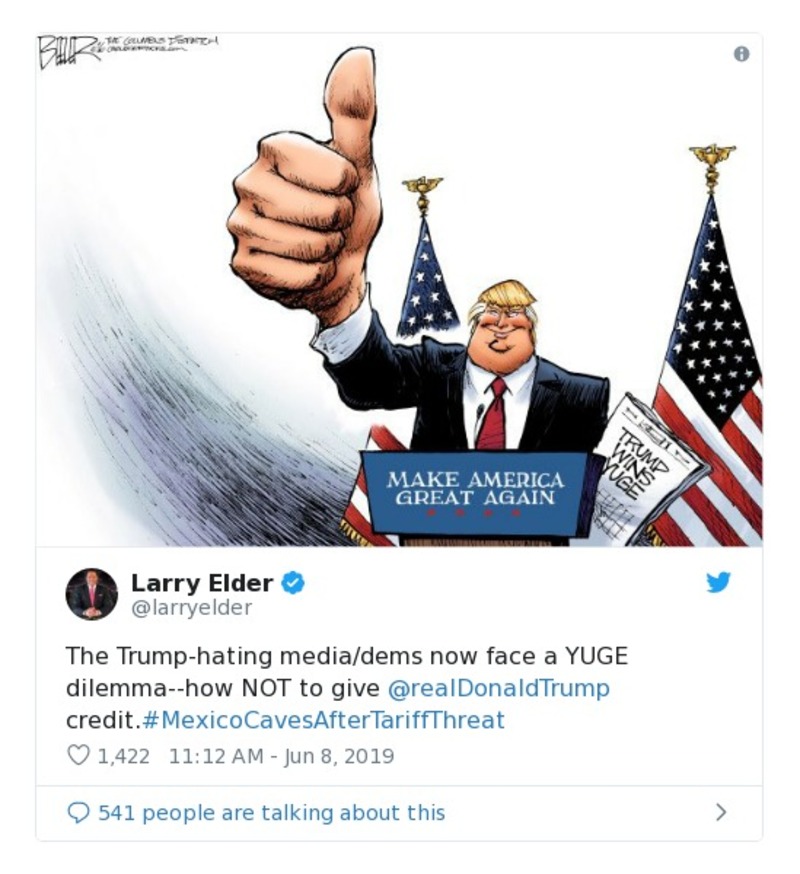 THE COLUMBUS DISPATCH
TRUMP
WINS
YUGE
MAKE AMERICA
GREAT AGAIN
Larry Elder
@larryelder
The Trump-hating media/dems now face a YUGE
dilemma--how NOT to give @realDonaldTrump
credit.#MexicoCavesAfterTariffThreat
1,422 11:12 AM - Jun 8, 2019
541 people are talking about this